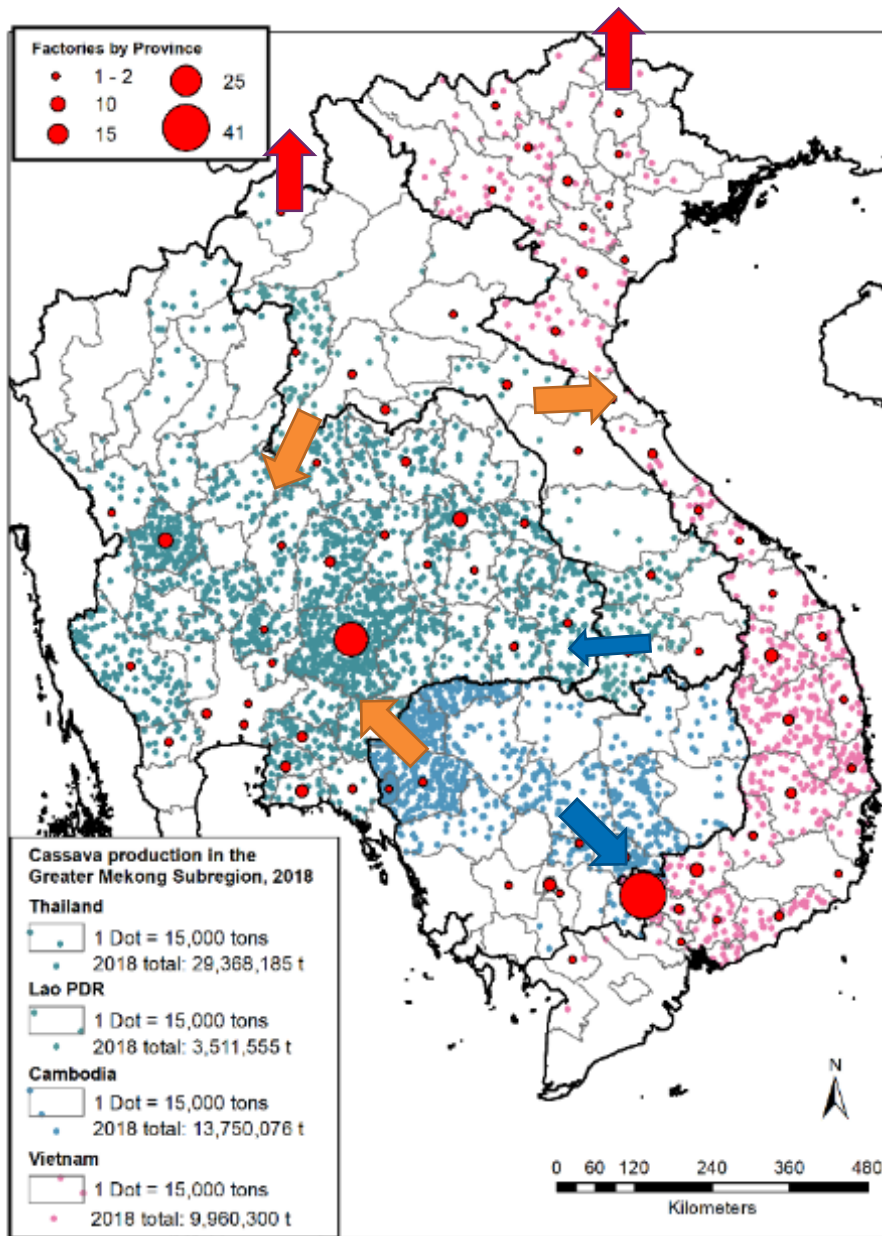 Factories by Province
1 - 2
25
10
15
41
Cassava production in the
Greater Mekong Subregion, 2018
Thailand
1 Dot = 15,000 tons
2018 total: 29,368,185 t
Lao PDR
1 Dot = 15,000 tons
2018 total: 3,511,555 t
Cambodia
1 Dot = 15,000 tons
2018 total: 13,750,076 t
Vietnam
1 Dot = 15,000 tons
2018 total: 9,960,300 t
N
0 60 120 240 360 480
Kilometers